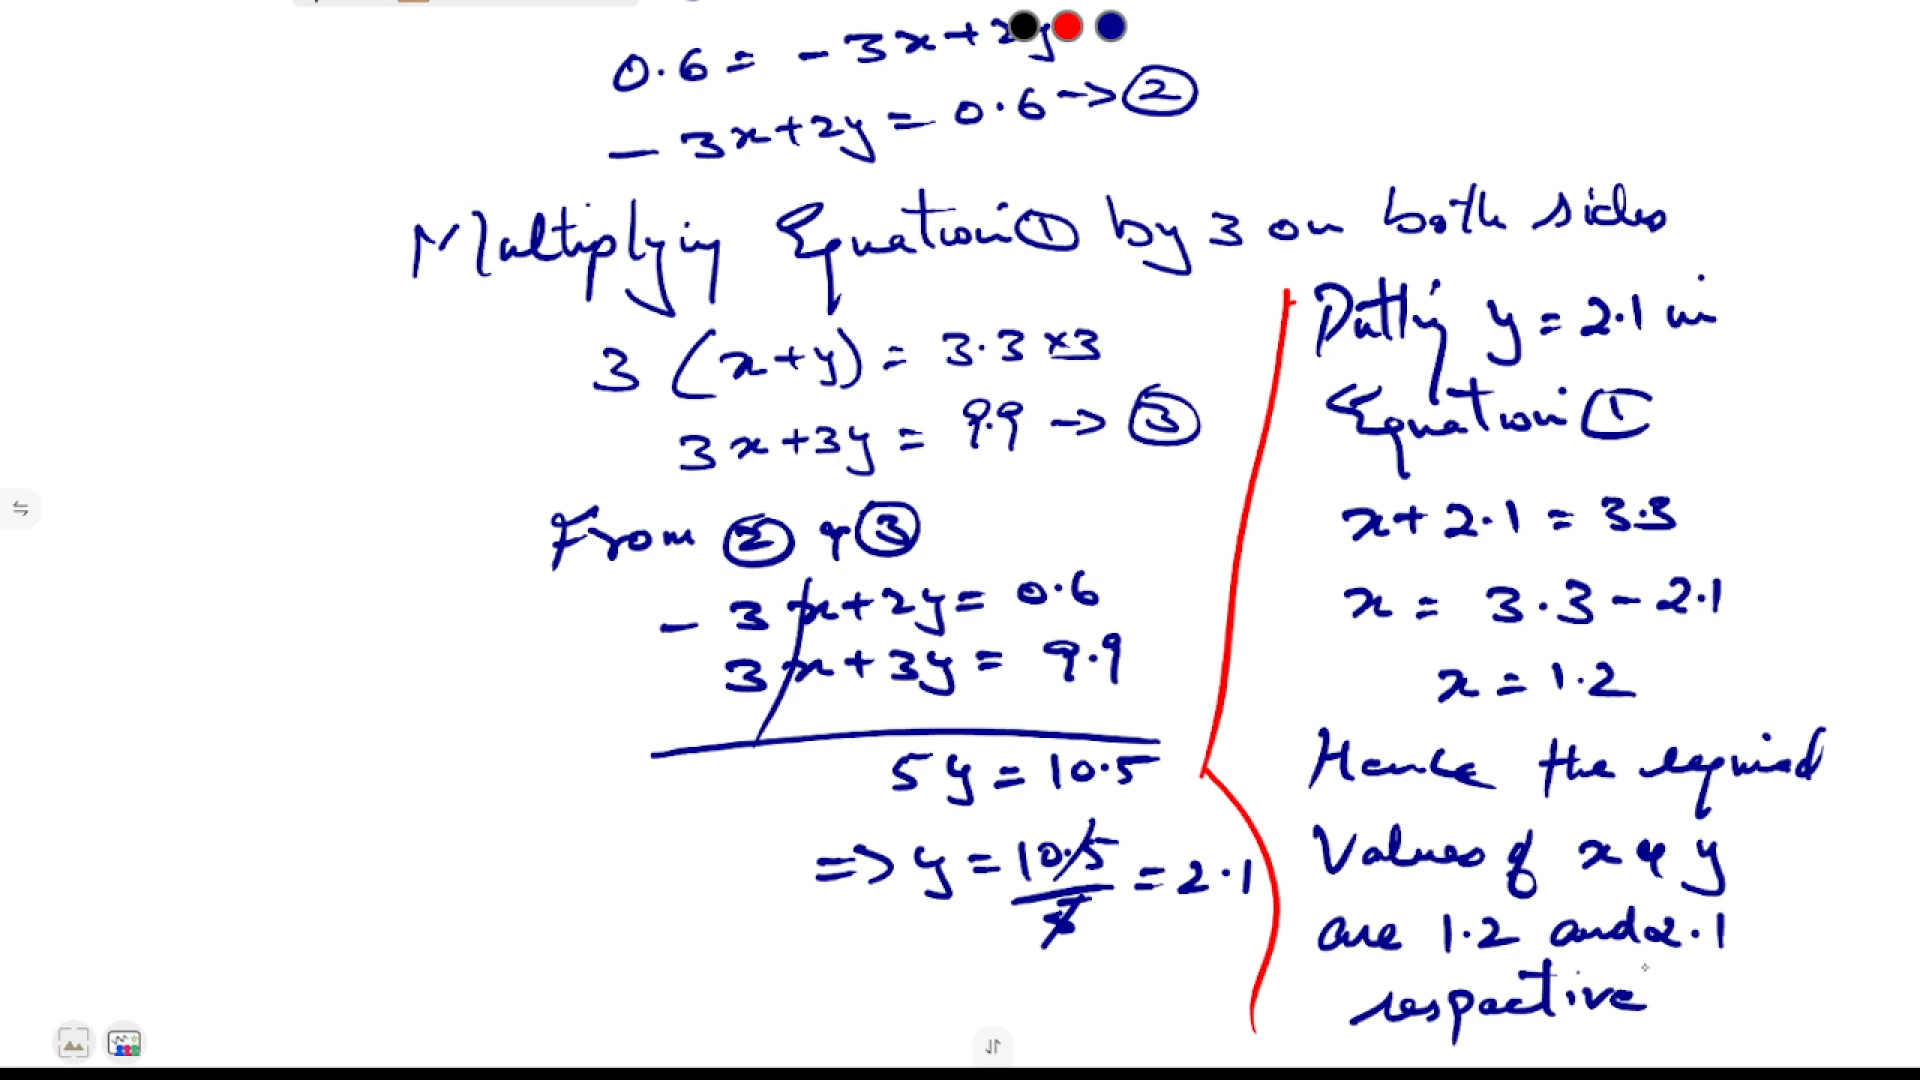 0.6 = - 3x+2y
- 3x+2y = 0.6 -> ②
Multiplying Equation ① by 3 on both sides
3 (x+y) = 3.3 ×3
3x+3y = 9.9 -> ③
From ② & ③
- 3x+2y = 0.6
3x+3y = 9.9
5y = 10.5
=> y = 10.5/5 = 2.1
Putting y = 2.1 in
Equation ①
x+2.1 = 3.3
x = 3.3-2.1
x = 1.2
Hence the required
Values of x & y
are 1.2 and 2.1
respective